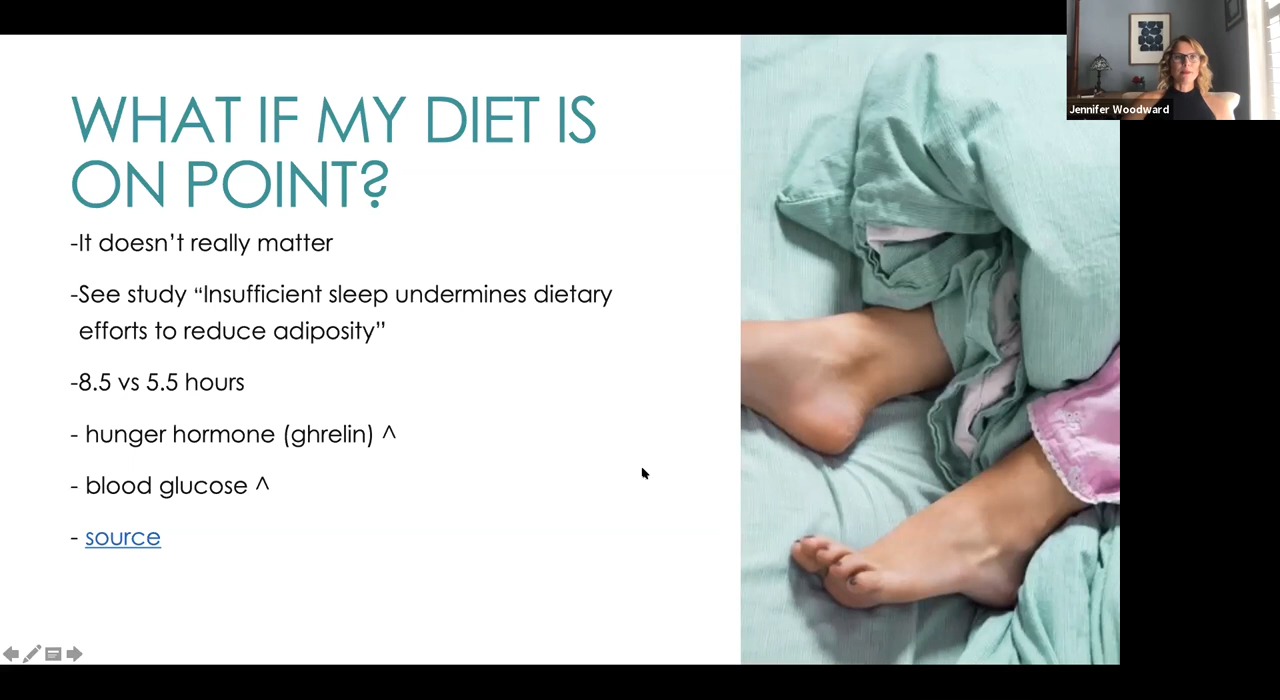 WHAT IF MY DIET IS
ON POINT?
-It doesn’t really matter
-See study “Insufficient sleep undermines dietary
efforts to reduce adiposity”
-8.5 vs 5.5 hours
- hunger hormone (ghrelin) ^
- blood glucose ^
- source
Jennifer Woodward